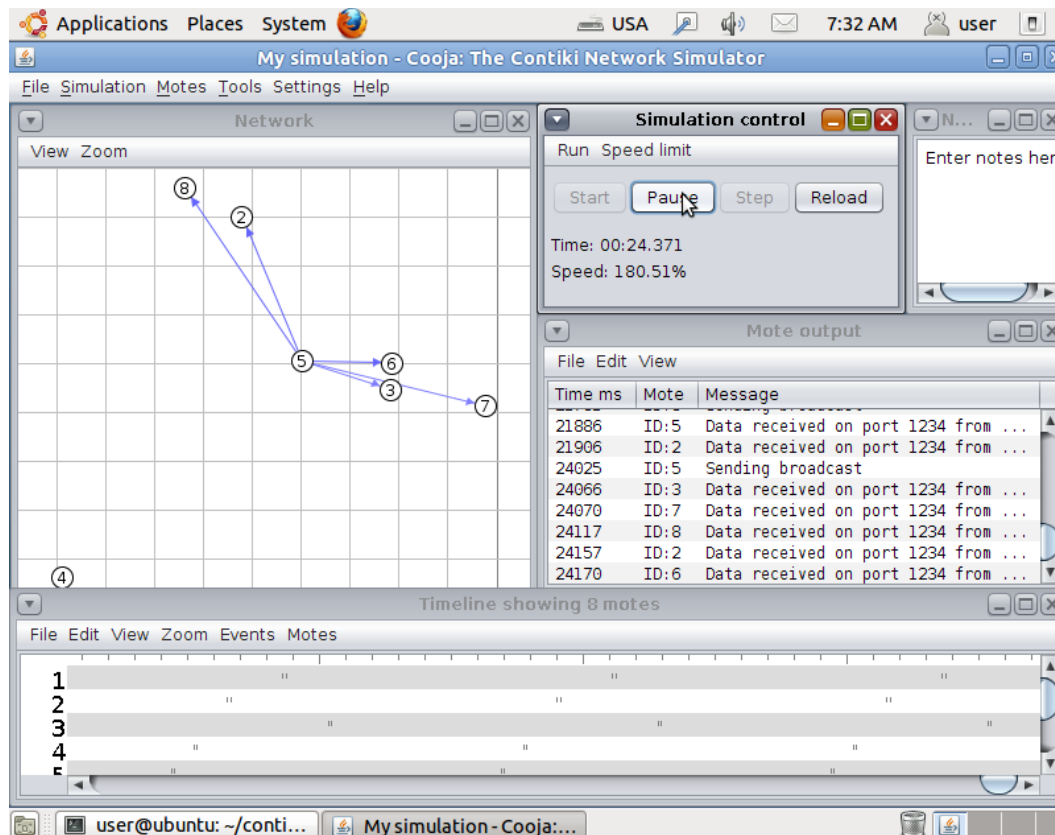 Applications Places System USA 7:32 AM user
My simulation - Cooja: The Contiki Network Simulator
File Simulation Motes Tools Settings Help
Network
View Zoom
8
2
5
6
3
7
4
Simulation control
Run Speed limit
Start Pause Step Reload
Time: 00:24.371
Speed: 180.51%
N...
Enter notes her
Mote output
File Edit View
Time ms Mote Message
21886 ID:5 Data received on port 1234 from ...
21906 ID:2 Data received on port 1234 from ...
24025 ID:5 Sending broadcast
24066 ID:3 Data received on port 1234 from ...
24070 ID:7 Data received on port 1234 from ...
24117 ID:8 Data received on port 1234 from ...
24157 ID:2 Data received on port 1234 from ...
24170 ID:6 Data received on port 1234 from ...
Timeline showing 8 motes
File Edit View Zoom Events Motes
1
2
3
4
5
user@ubuntu: ~/conti... My simulation - Cooja:...